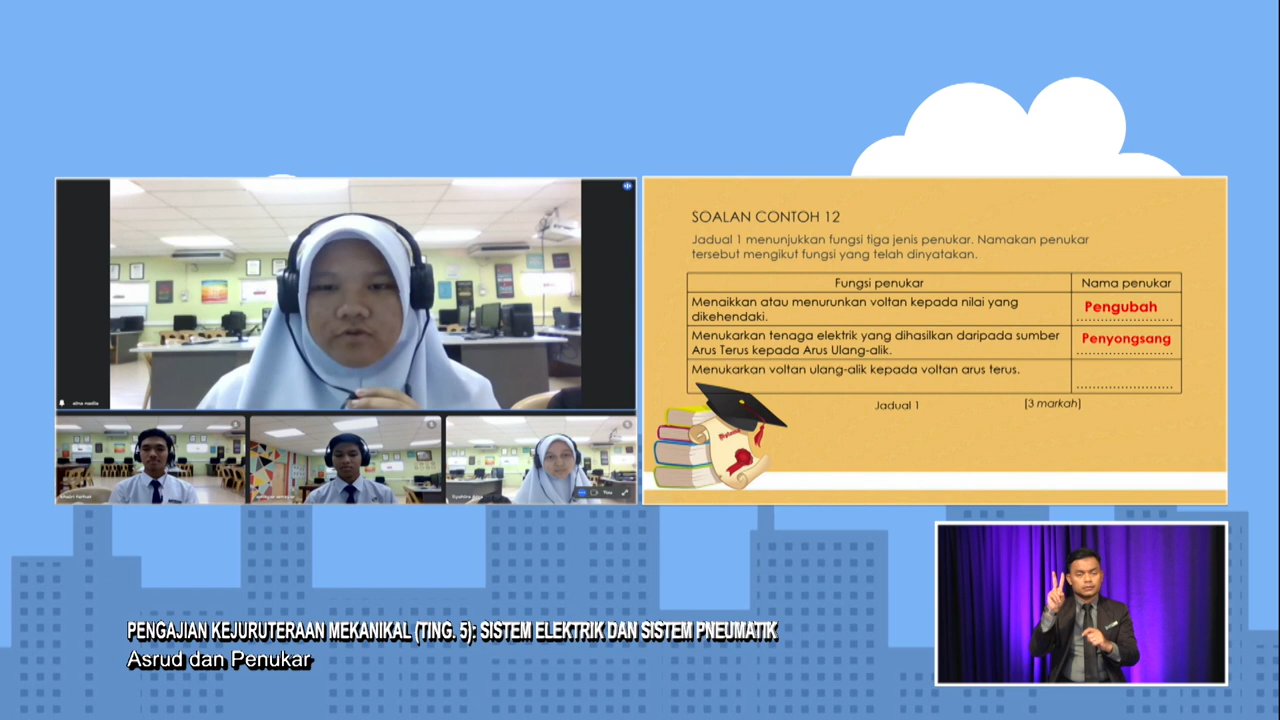 SOALAN CONTOH 12
Jadual 1 menunjukkan fungsi tiga jenis penukar. Namakan penukar
tersebut mengikut fungsi yang telah dinyatakan.
Fungsi penukar
Nama penukar
Menaikkan atau menurunkan voltan kepada nilai yang
dikehendaki.
Pengubah
Menukarkan tenaga elektrik yang dihasilkan daripada sumber
Arus Terus kepada Arus Ulang-alik.
Penyongsang
Menukarkan voltan ulang-alik kepada voltan arus terus.
Jadual 1
[3 markah]
You
PENGAJIAN KEJURUTERAAN MEKANIKAL (TING. 5); SISTEM ELEKTRIK DAN SISTEM PNEUMATIK
Asrud dan Penukar